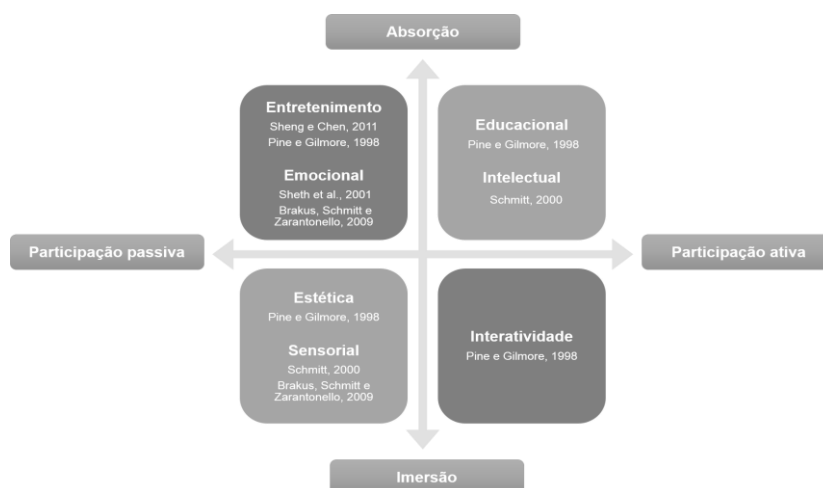 Absorção
Entretenimento
Sheng e Chen, 2011
Pine e Gilmore, 1998
Emocional
Sheth et al., 2001
Brakus, Schmitt e
Zarantonello, 2009
Educacional
Pine e Gilmore, 1998
Intelectual
Schmitt, 2000
Participação passiva
Participação ativa
Estética
Pine e Gilmore, 1998
Sensorial
Schmitt, 2000
Brakus, Schmitt e
Zarantonello, 2009
Interatividade
Pine e Gilmore, 1998
Imersão